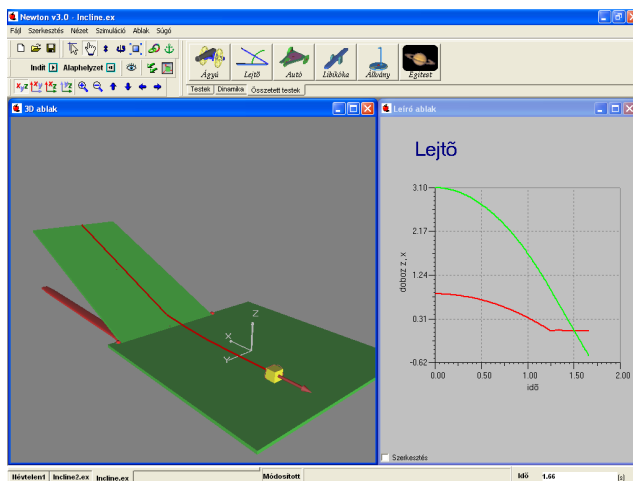 Newton v3.0 - Incline.ex
Fájl Szerkesztés Nézet Szimuláció Ablak Súgó
Indít Alaphelyzet
Ágyú Lejtő Autó Libikóka Állvány Égitest
Testek Dinamika Összetett testek
3D ablak
Leíró ablak
Lejtõ
3.10
2.17
1.24
0.31
-0.62
doboz z, x
0.00 0.50 1.00 1.50 2.00
idõ
Z
X
Y
Szerkesztés
Névtelen1 Incline2.ex Incline.ex Módosított Idő 1.66 (s)